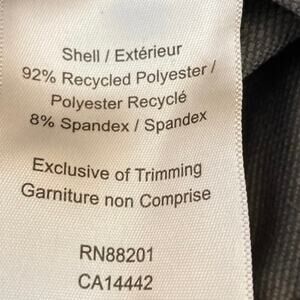 Shell / Extérieur
92% Recycled Polyester /
Polyester Recyclé
8% Spandex / Spandex
Exclusive of Trimming
Garniture non Comprise
RN88201
CA14442